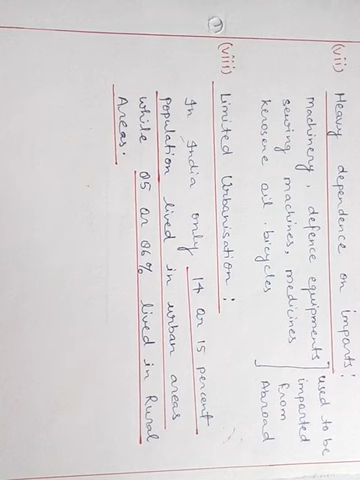 ①
(vii) Heavy dependence on imports:
machinery, defence equipments
sewing machines, medicines
kerosene oil. bicycles
used to be
imported
from
Abroad
(viii) Limited Urbanisation:
In India only 14 or 15 percent
population lived in urban areas
while 85 or 86% lived in Rural
Areas.